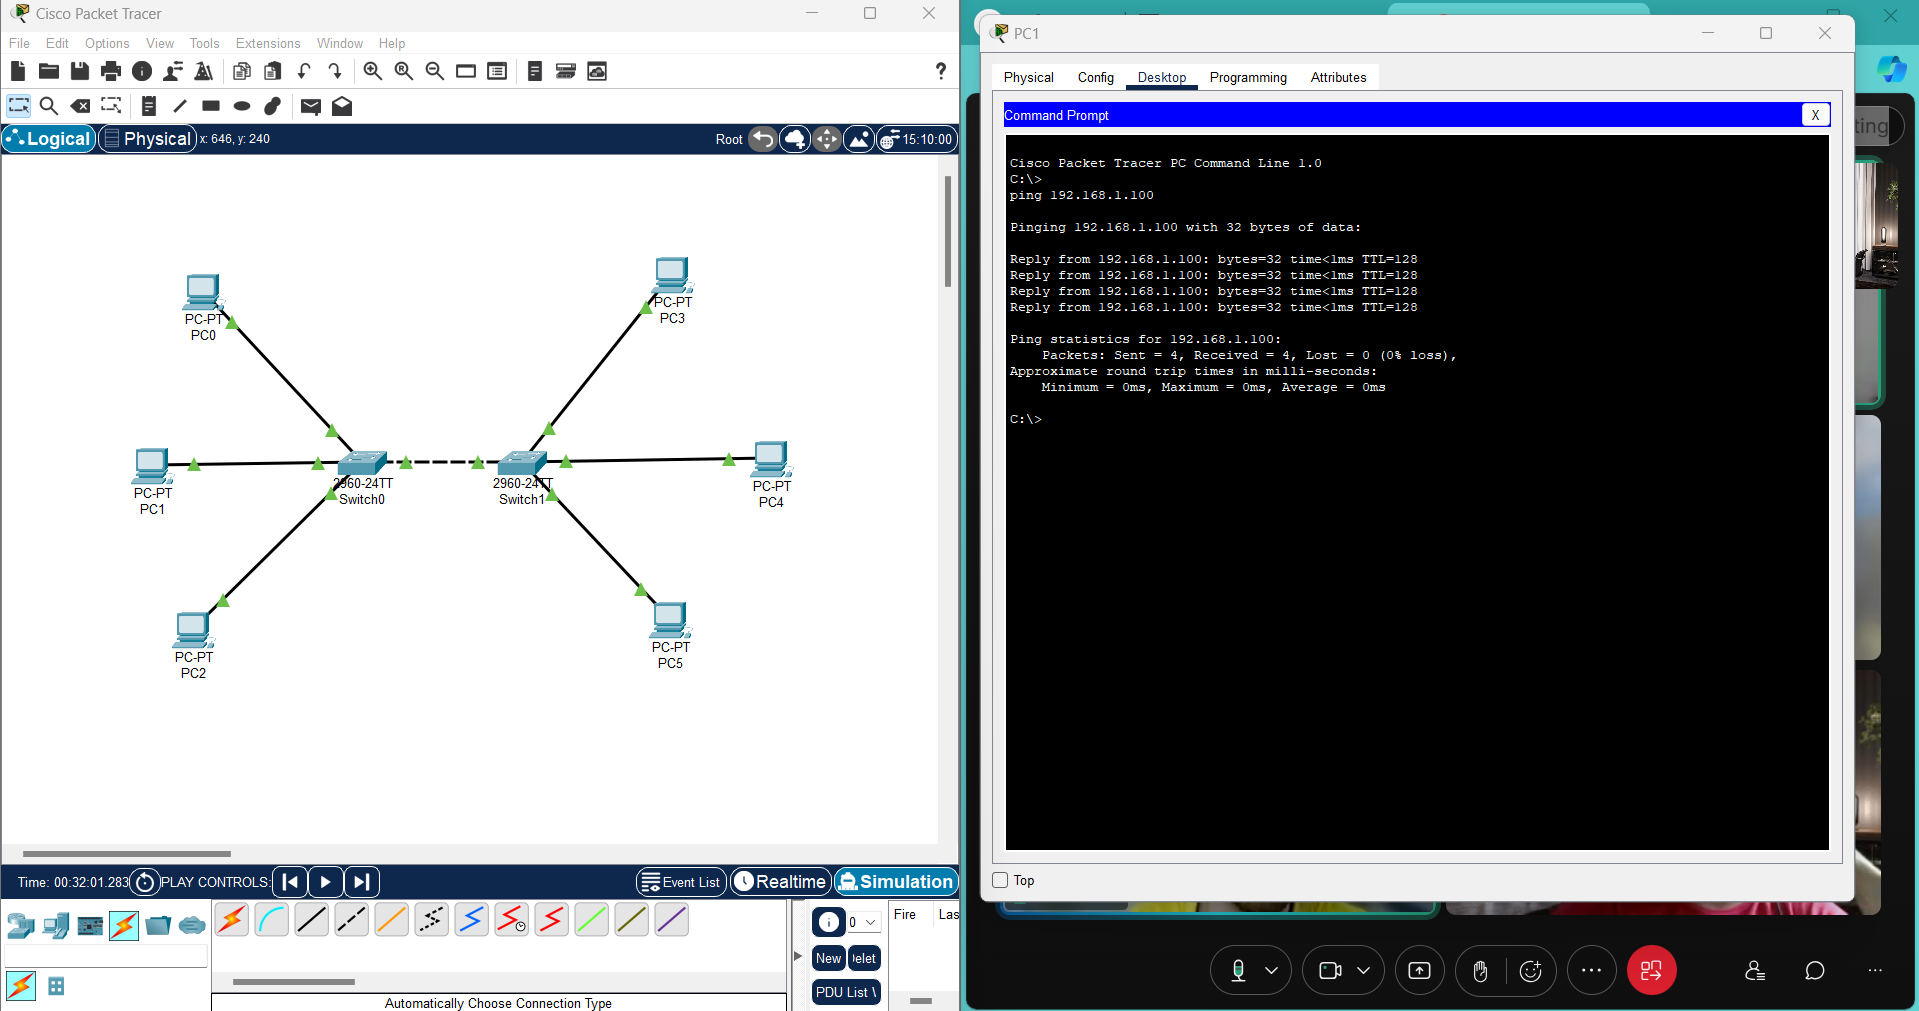 Cisco Packet Tracer
File Edit Options View Tools Extensions Window Help
Logical Physical x: 646, y: 240 Root 15:10:00
PC-PT
PC0
PC-PT
PC3
PC-PT
PC1
2960-24TT
Switch0
2960-24TT
Switch1
PC-PT
PC4
PC-PT
PC2
PC-PT
PC5
Time: 00:32:01.283 PLAY CONTROLS: Event List Realtime Simulation
0
Fire Las
New elet
PDU List
Automatically Choose Connection Type
PC1
Physical Config Desktop Programming Attributes
Command Prompt X
Cisco Packet Tracer PC Command Line 1.0
C:\>
ping 192.168.1.100
Pinging 192.168.1.100 with 32 bytes of data:
Reply from 192.168.1.100: bytes=32 time<1ms TTL=128
Reply from 192.168.1.100: bytes=32 time<1ms TTL=128
Reply from 192.168.1.100: bytes=32 time<1ms TTL=128
Reply from 192.168.1.100: bytes=32 time<1ms TTL=128
Ping statistics for 192.168.1.100:
Packets: Sent = 4, Received = 4, Lost = 0 (0% loss),
Approximate round trip times in milli-seconds:
Minimum = 0ms, Maximum = 0ms, Average = 0ms
C:\>
Top
ting